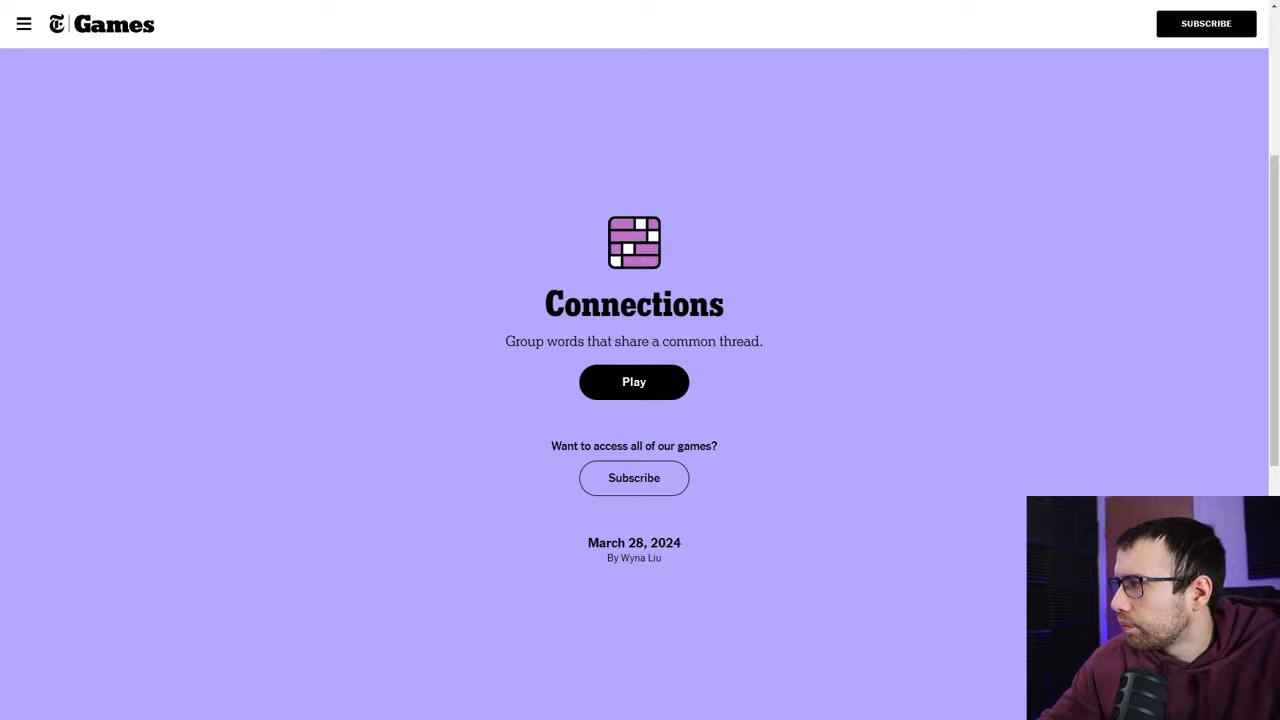 Games
SUBSCRIBE
Connections
Group words that share a common thread.
Play
Want to access all of our games?
Subscribe
March 28, 2024
By Wyna Liu